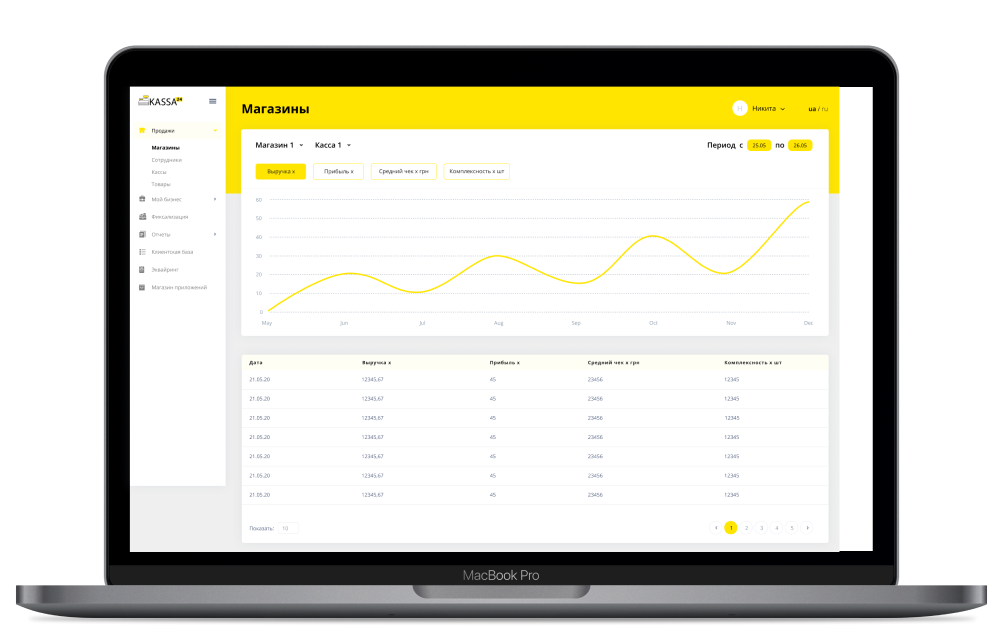 KASSA24
Магазины
Никита
ua / ru
Продажи
Магазины
Сотрудники
Кассы
Товары
Мой бизнес
Фискализация
Отчеты
Клиентская база
Эквайринг
Магазин приложений
Магазин 1
Касса 1
Период с 25.05 по 26.05
Выручка х
Прибыль х
Средний чек х грн
Комплексность х шт
60
50
40
30
20
10
0
May Jun Jul Aug Sep Oct Nov Dec
Дата Выручка х Прибыль х Средний чек х грн Комплексность х шт
21.05.20 12345,67 45 23456 12345
21.05.20 12345,67 45 23456 12345
21.05.20 12345,67 45 23456 12345
21.05.20 12345,67 45 23456 12345
21.05.20 12345,67 45 23456 12345
21.05.20 12345,67 45 23456 12345
21.05.20 12345,67 45 23456 12345
Показать: 10
1 2 3 4 5
MacBook Pro